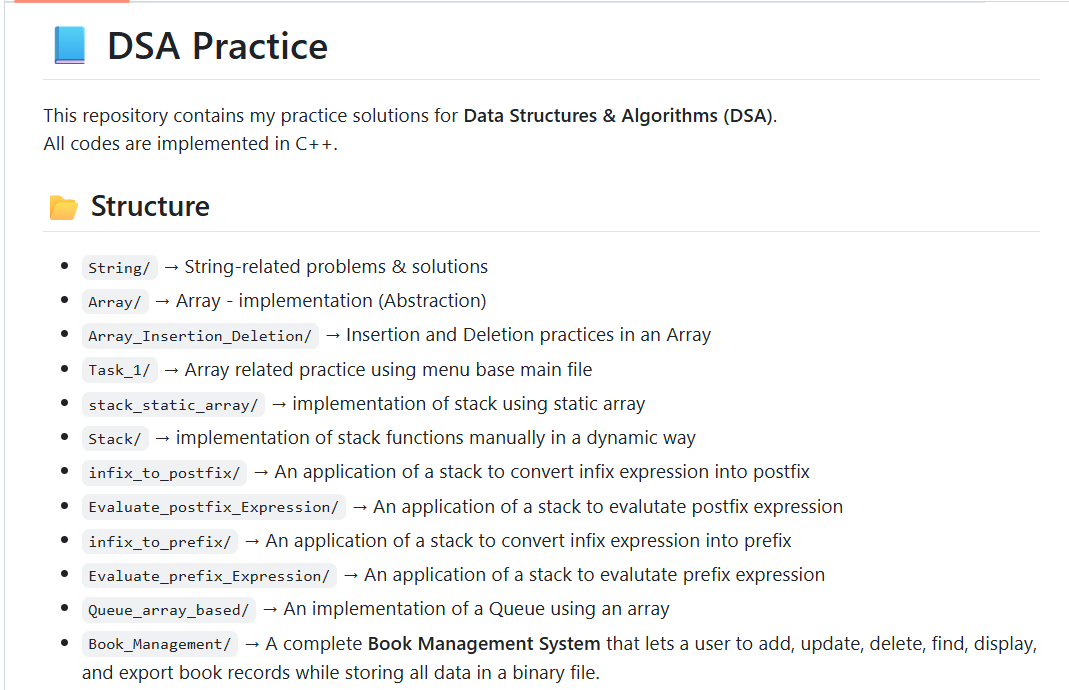 DSA Practice
This repository contains my practice solutions for Data Structures & Algorithms (DSA).
All codes are implemented in C++.
Structure
String/ → String-related problems & solutions
Array/ → Array - implementation (Abstraction)
Array_Insertion_Deletion/ → Insertion and Deletion practices in an Array
Task_1/ → Array related practice using menu base main file
stack_static_array/ → implementation of stack using static array
Stack/ → implementation of stack functions manually in a dynamic way
infix_to_postfix/ → An application of a stack to convert infix expression into postfix
Evaluate_postfix_Expression/ → An application of a stack to evalutate postfix expression
infix_to_prefix/ → An application of a stack to convert infix expression into prefix
Evaluate_prefix_Expression/ → An application of a stack to evalutate prefix expression
Queue_array_based/ → An implementation of a Queue using an array
Book_Management/ → A complete Book Management System that lets a user to add, update, delete, find, display,
and export book records while storing all data in a binary file.